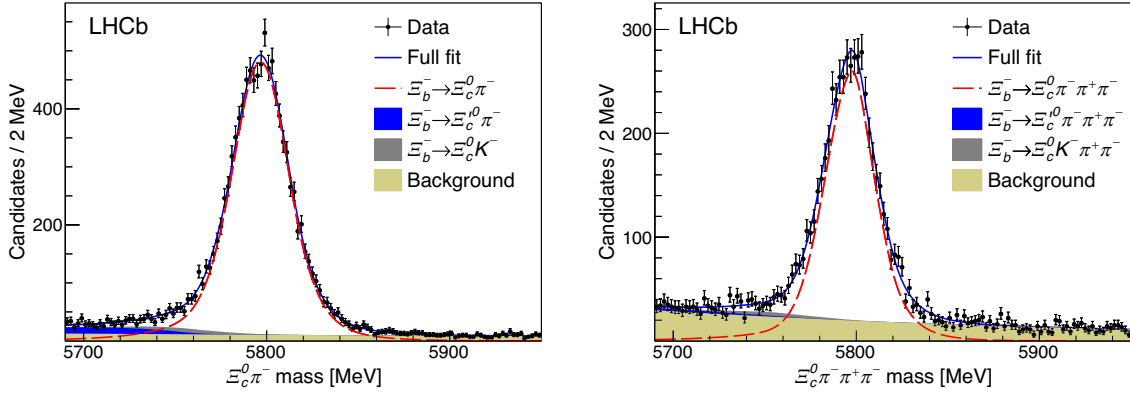 LHCb
Data
Full fit
Ξb⁻→Ξc⁰π⁻
Ξb⁻→Ξc′⁰π⁻
Ξb⁻→Ξc⁰K⁻
Background
Candidates / 2 MeV
400
200
5700 5800 5900
Ξc⁰π⁻ mass [MeV]
LHCb
Data
Full fit
Ξb⁻→Ξc⁰π⁻π⁺π⁻
Ξb⁻→Ξc′⁰π⁻π⁺π⁻
Ξb⁻→Ξc⁰K⁻π⁺π⁻
Background
Candidates / 2 MeV
300
200
100
5700 5800 5900
Ξc⁰π⁻π⁺π⁻ mass [MeV]